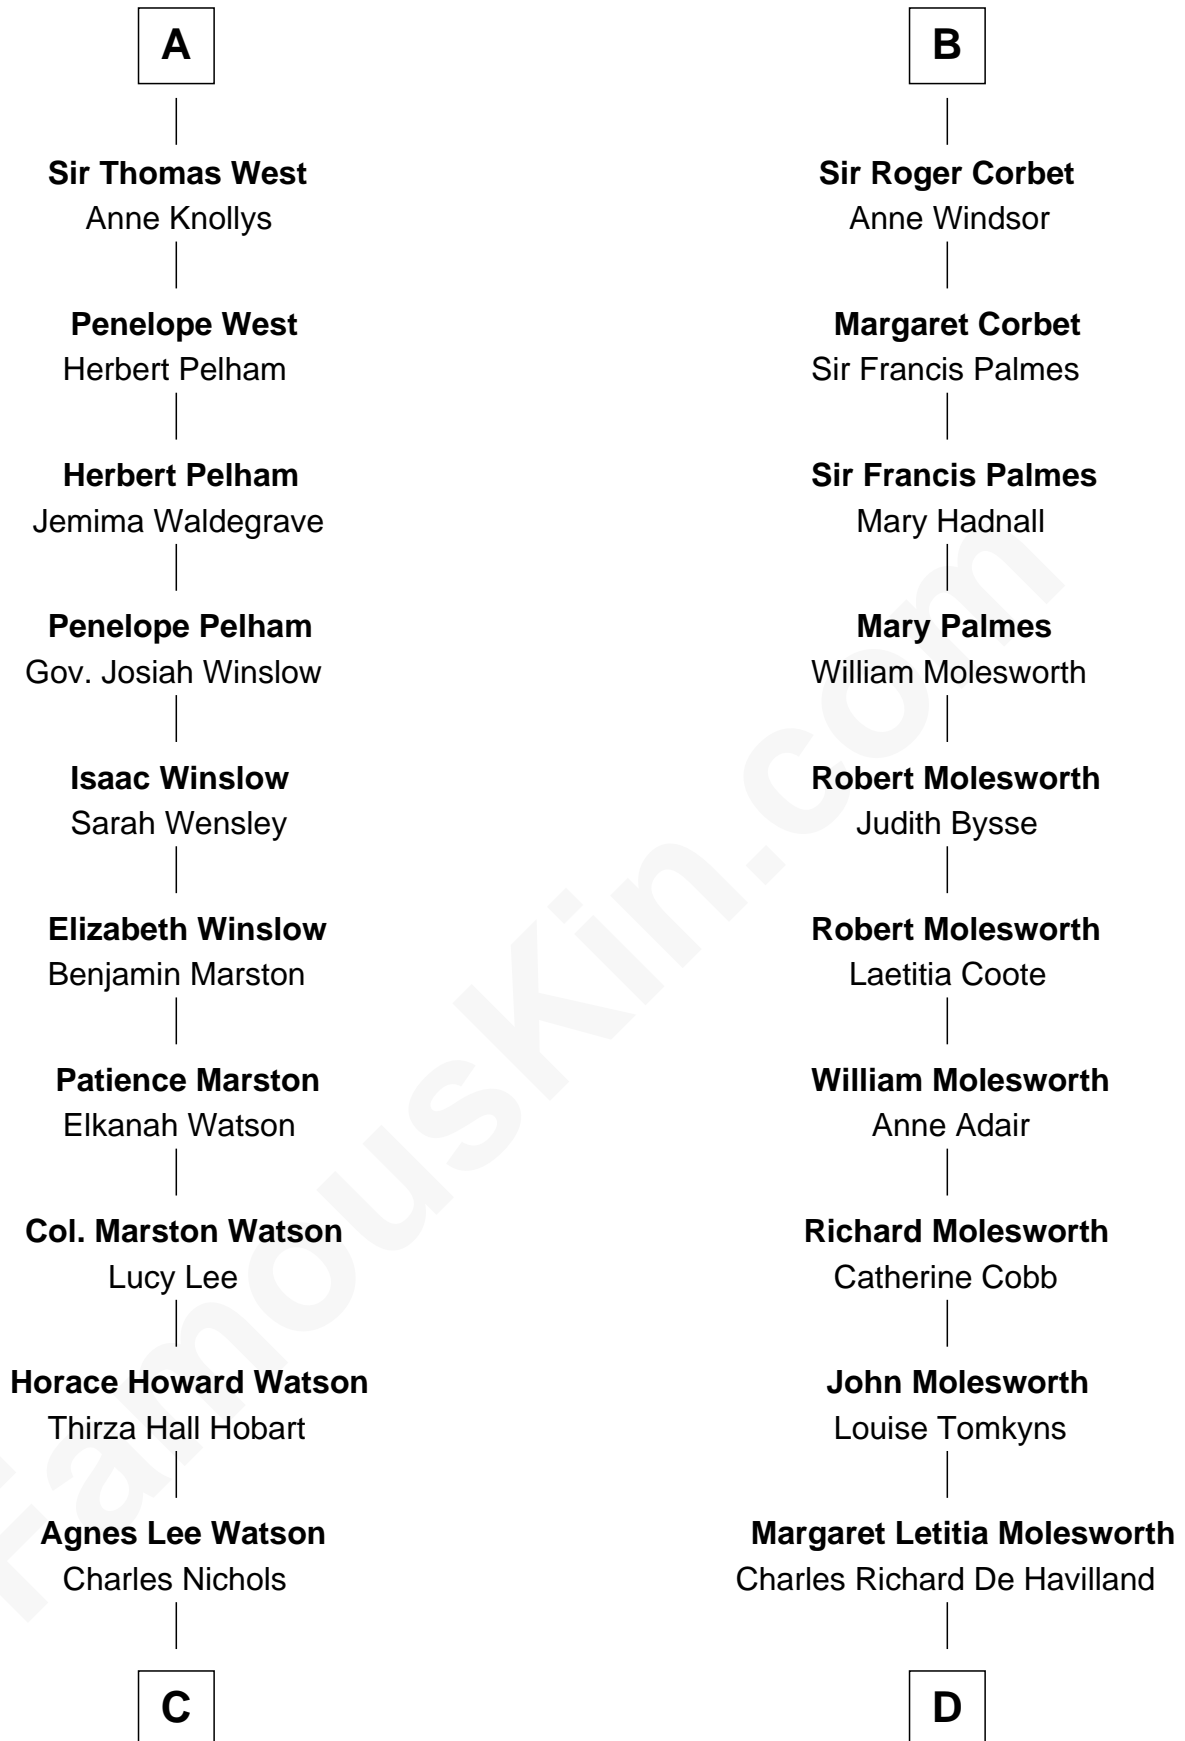 A
Sir Thomas West
Anne Knollys
Penelope West
Herbert Pelham
Herbert Pelham
Jemima Waldegrave
Penelope Pelham
Gov. Josiah Winslow
Isaac Winslow
Sarah Wensley
Elizabeth Winslow
Benjamin Marston
Patience Marston
Elkanah Watson
Col. Marston Watson
Lucy Lee
Horace Howard Watson
Thirza Hall Hobart
Agnes Lee Watson
Charles Nichols
C
B
Sir Roger Corbet
Anne Windsor
Margaret Corbet
Sir Francis Palmes
Sir Francis Palmes
Mary Hadnall
Mary Palmes
William Molesworth
Robert Molesworth
Judith Bysse
Robert Molesworth
Laetitia Coote
William Molesworth
Anne Adair
Richard Molesworth
Catherine Cobb
John Molesworth
Louise Tomkyns
Margaret Letitia Molesworth
Charles Richard De Havilland
D
FamousKin.com